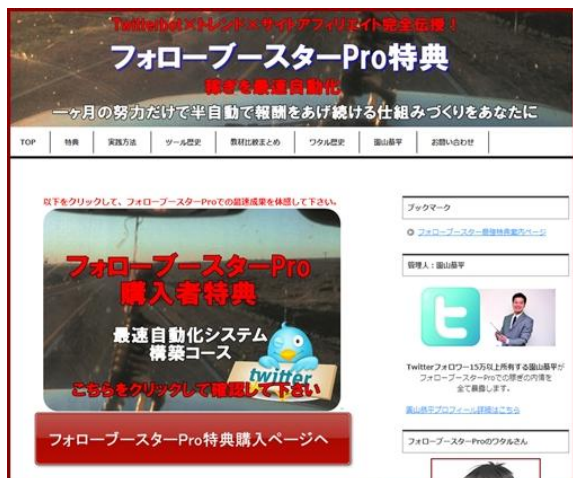 Twitterbot×トレンド×サイトアフィリエイト完全伝授!
フォローブースターPro特典
稼ぎを最速自動化
一ヶ月の努力だけで半自動で報酬をあげ続ける仕組みづくりをあなたに
TOP 特典 実践方法 ツール歴史 教材比較まとめ ワタル歴史 園山恭平 お問い合わせ
以下をクリックして、フォローブースターProでの最速成果を体感して下さい。
フォローブースターPro
購入者特典
最速自動化システム
構築コース
twitter
こちらをクリックして確認して下さい
フォローブースターPro特典購入ページへ
ブックマーク
フォローブースター最強特典案内ページ
管理人:園山恭平
Twitterフォロワー15万以上所有する園山恭平が
フォローブースターProでの稼ぎの内情を
全て暴露します。
園山恭平プロフィール詳細はこちら
フォローブースターProのワタルさん